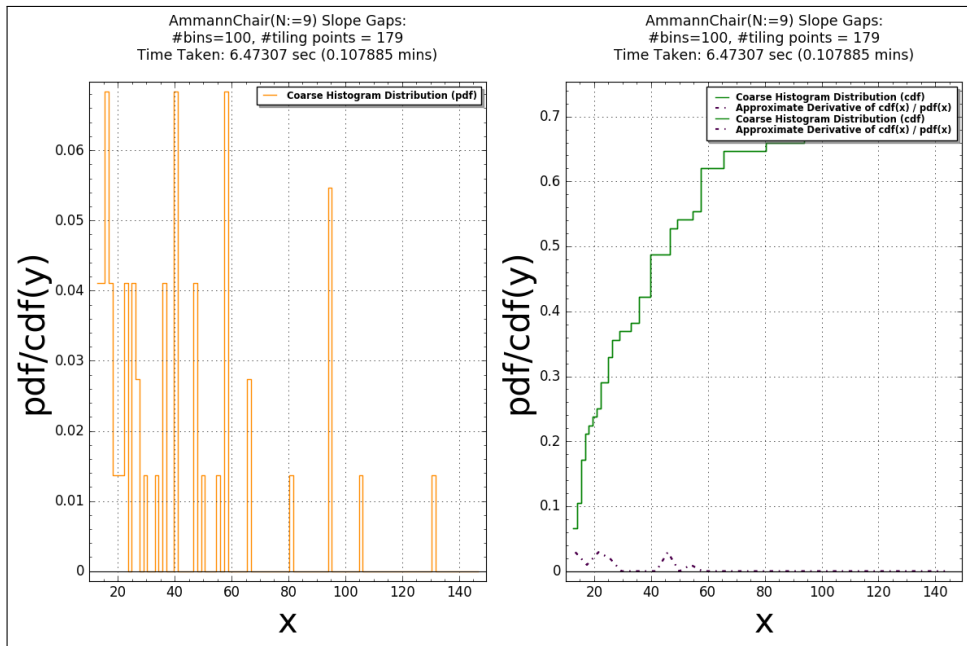 AmmannChair(N:=9) Slope Gaps:
#bins=100, #tiling points = 179
Time Taken: 6.47307 sec (0.107885 mins)
Coarse Histogram Distribution (pdf)
pdf/cdf(y)
0.06
0.05
0.04
0.03
0.02
0.01
0
20 40 60 80 100 120 140
x
AmmannChair(N:=9) Slope Gaps:
#bins=100, #tiling points = 179
Time Taken: 6.47307 sec (0.107885 mins)
Coarse Histogram Distribution (cdf)
Approximate Derivative of cdf(x) / pdf(x)
Coarse Histogram Distribution (cdf)
Approximate Derivative of cdf(x) / pdf(x)
pdf/cdf(y)
0.7
0.6
0.5
0.4
0.3
0.2
0.1
0
20 40 60 80 100 120 140
x